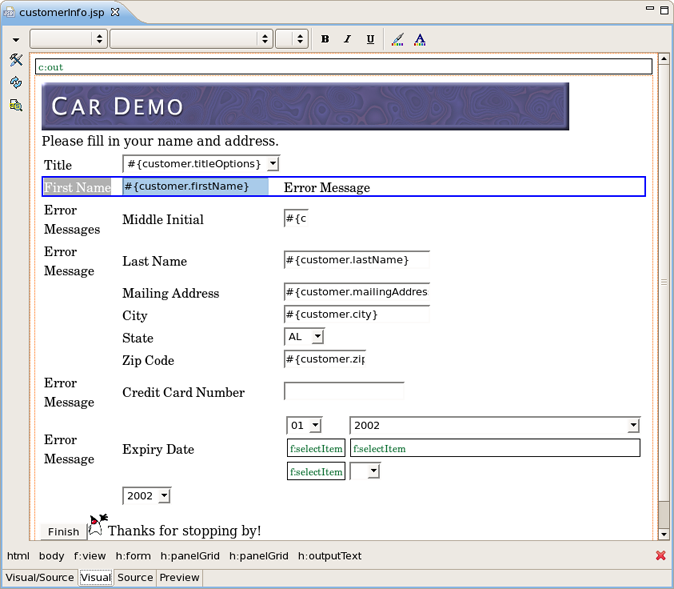 customerInfo.jsp
B I U A
c:out
CAR DEMO
Please fill in your name and address.
Title #{customer.titleOptions}
First Name #{customer.firstName} Error Message
Error Messages Middle Initial #{c
Error Message Last Name #{customer.lastName}
Mailing Address #{customer.mailingAddres
City #{customer.city}
State AL
Zip Code #{customer.zip
Error Message Credit Card Number
01 2002
Error Message Expiry Date f:selectItem f:selectItem
f:selectItem
2002
Finish Thanks for stopping by!
html body f:view h:form h:panelGrid h:panelGrid h:outputText
Visual/Source Visual Source Preview